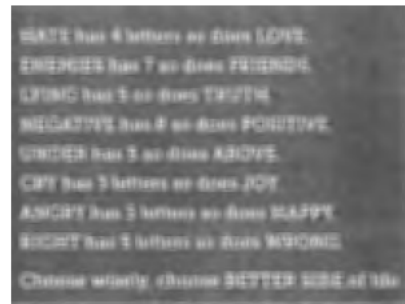 HATE has 4 letters so does LOVE.
ENEMIES has 7 so does FRIENDS.
LYING has 5 so does TRUTH.
NEGATIVE has 8 so does POSITIVE.
UNDER has 5 so does ABOVE.
CRY has 3 letters so does JOY.
ANGRY has 5 letters so does HAPPY.
RIGHT has 5 letters so does WRONG.
Choose wisely, choose BETTER SIDE of life